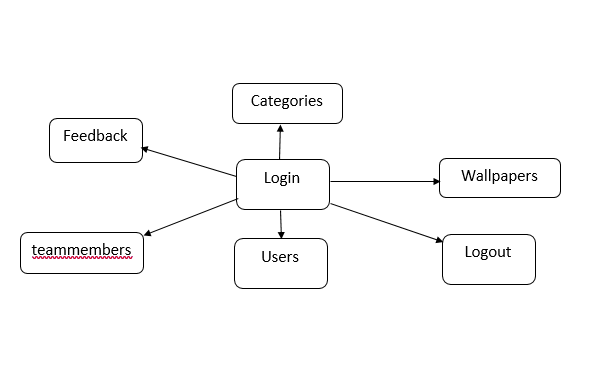 Categories
Feedback
Login
Wallpapers
teammembers
Users
Logout